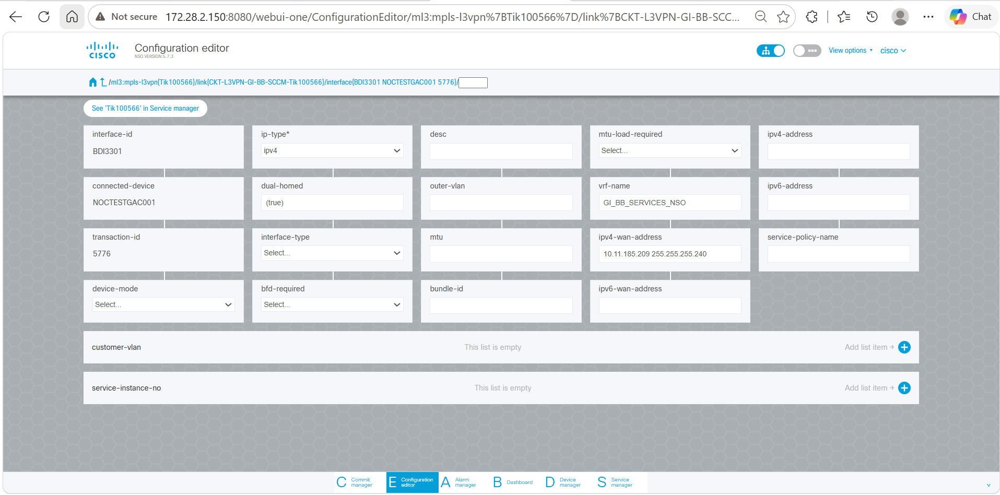 Not secure 172.28.2.150:8080/webui-one/ConfigurationEditor/ml3:mpls-l3vpn%7BTik100566%7D/link%7BCKT-L3VPN-GI-BB-SCC... Chat
CISCO
Configuration editor
NSO VERSION:5.7.3
View options
cisco
/ml3:mpls-l3vpn{Tik100566}/link{CKT-L3VPN-GI-BB-SCCM-Tik100566}/interface{BDI3301 NOCTESTGAC001 5776}/
See 'Tik100566' in Service manager
interface-id
BDI3301
ip-type*
ipv4
desc
mtu-load-required
Select...
ipv4-address
connected-device
NOCTESTGAC001
dual-homed
(true)
outer-vlan
vrf-name
GI_BB_SERVICES_NSO
ipv6-address
transaction-id
5776
interface-type
Select...
mtu
ipv4-wan-address
10.11.185.209 255.255.255.240
service-policy-name
device-mode
Select...
bfd-required
Select...
bundle-id
ipv6-wan-address
customer-vlan This list is empty Add list item →
service-instance-no This list is empty Add list item →
C Commit manager
E Configuration editor
A Alarm manager
B Dashboard
D Device manager
S Service manager